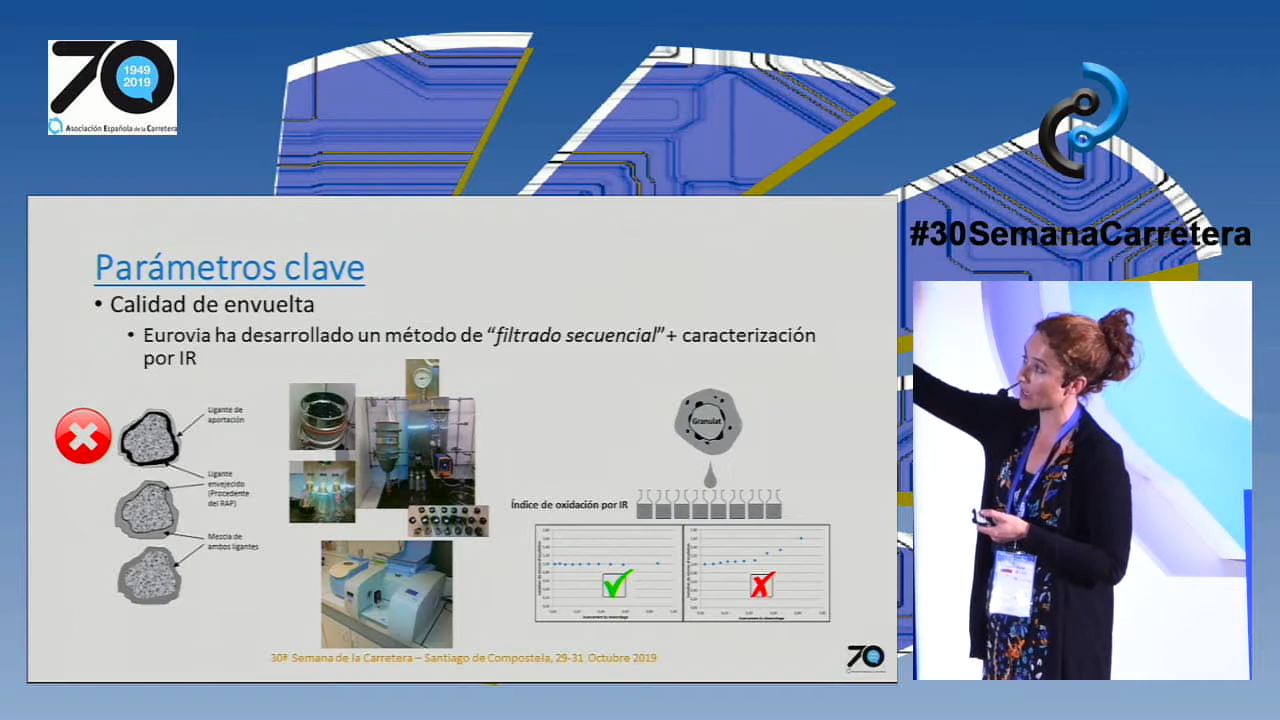 70
1949
2019
Asociación Española de la Carretera
#30SemanaCarretera
Parámetros clave
• Calidad de envuelta
• Eurovia ha desarrollado un método de “filtrado secuencial” + caracterización
por IR
Ligante de
aportación
Ligante
envejecido
(Procedente
del RAP)
Mezcla de
ambos ligantes
Granulat
Índice de oxidación por IR
30ª Semana de la Carretera – Santiago de Compostela, 29-31 Octubre 2019
70